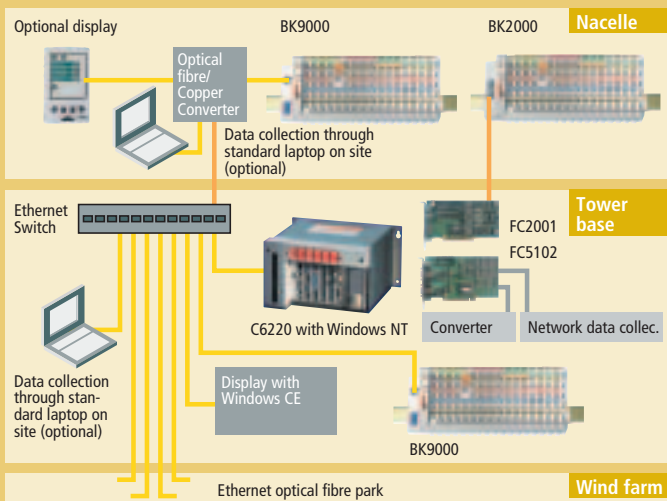 Optional display
BK9000
BK2000
Nacelle
Optical
fibre/
Copper
Converter
Data collection through
standard laptop on site
(optional)
Ethernet
Switch
Tower
base
FC2001
FC5102
C6220 with Windows NT
Converter
Network data collec.
Data collection
through stan-
dard laptop on
site (optional)
Display with
Windows CE
BK9000
Ethernet optical fibre park
Wind farm